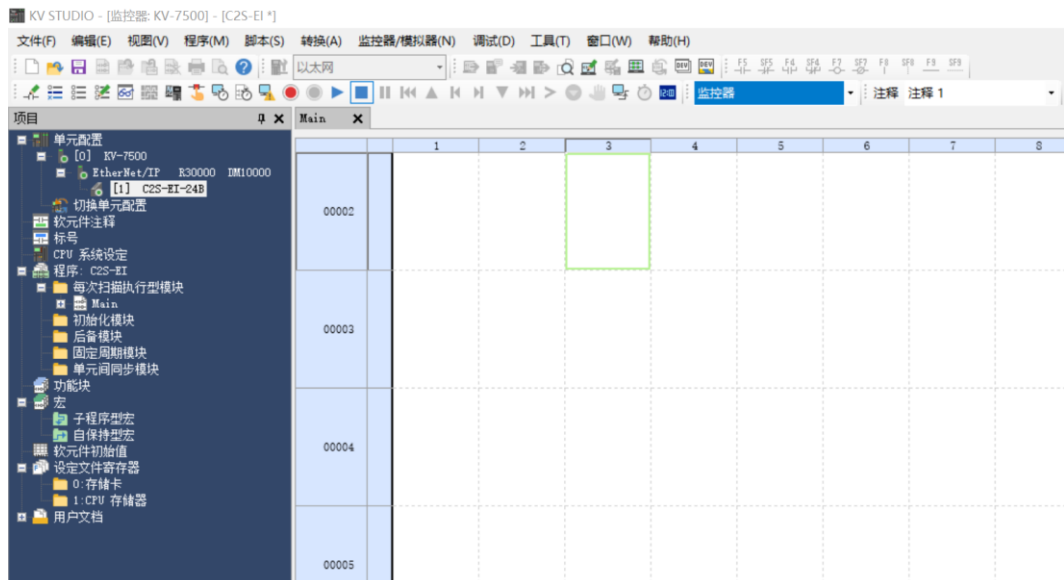 KV STUDIO - [监控器: KV-7500] - [C2S-EI *]
文件(F) 编辑(E) 视图(V) 程序(M) 脚本(S) 转换(A) 监控器/模拟器(N) 调试(D) 工具(T) 窗口(W) 帮助(H)
以太网 F5 SF5 F4 SF4 F7 SF7 F8 SF8 F9 SF9
监控器 注释 注释 1
项目 Main
1 2 3 4 5 6 7 8
单元配置
[0] KV-7500
EtherNet/IP R30000 DM10000
[1] C2S-EI-24B
切换单元配置
软元件注释
标号
CPU 系统设定
程序: C2S-EI
每次扫描执行型模块
Main
初始化模块
后备模块
固定周期模块
单元间同步模块
功能块
宏
子程序型宏
自保持型宏
软元件初始值
设定文件寄存器
0:存储卡
1:CPU 存储器
用户文档
00002
00003
00004
00005